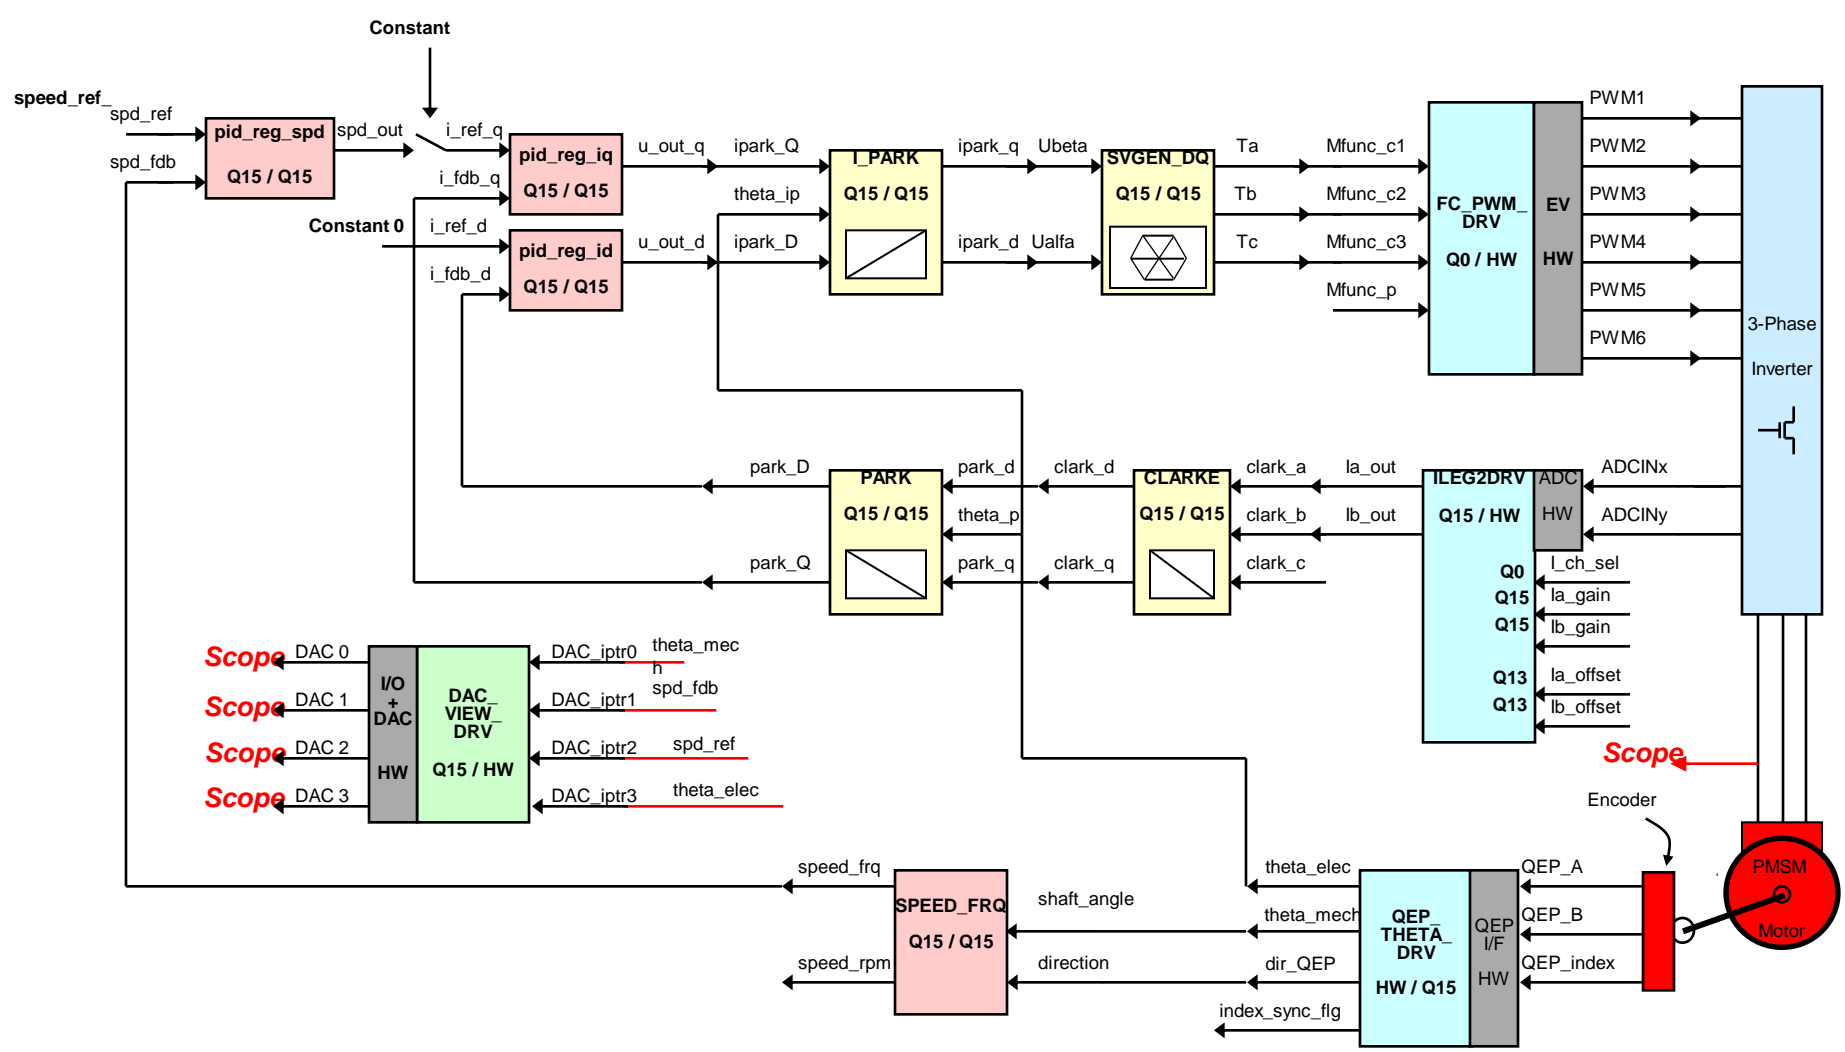 Constant
speed_ref_
spd_ref
spd_fdb
pid_reg_spd
Q15 / Q15
spd_out
i_ref_q
i_fdb_q
pid_reg_iq
Q15 / Q15
Constant 0
i_ref_d
i_fdb_d
pid_reg_id
Q15 / Q15
u_out_q
u_out_d
ipark_Q
theta_ip
ipark_D
I_PARK
Q15 / Q15
ipark_q
ipark_d
Ubeta
Ualfa
SVGEN_DQ
Q15 / Q15
Ta
Tb
Tc
Mfunc_c1
Mfunc_c2
Mfunc_c3
Mfunc_p
FC_PWM_
DRV
Q0 / HW
EV
HW
PWM1
PWM2
PWM3
PWM4
PWM5
PWM6
3-Phase
Inverter
park_D
park_Q
PARK
Q15 / Q15
park_d
theta_p
park_q
clark_d
clark_q
CLARKE
Q15 / Q15
clark_a
clark_b
clark_c
Ia_out
Ib_out
ILEG2DRV
Q15 / HW
ADC
HW
ADCINx
ADCINy
Q0
Q15
Q15
Q13
Q13
I_ch_sel
Ia_gain
Ib_gain
Ia_offset
Ib_offset
Scope
Scope
Scope
Scope
DAC 0
DAC 1
DAC 2
DAC 3
I/O
+
DAC
HW
DAC_
VIEW_
DRV
Q15 / HW
DAC_iptr0
DAC_iptr1
DAC_iptr2
DAC_iptr3
theta_mec
h
spd_fdb
spd_ref
theta_elec
Scope
Encoder
PMSM
Motor
speed_frq
speed_rpm
SPEED_FRQ
Q15 / Q15
shaft_angle
direction
theta_elec
theta_mech
dir_QEP
index_sync_flg
QEP_
THETA_
DRV
HW / Q15
QEP
I/F
HW
QEP_A
QEP_B
QEP_index